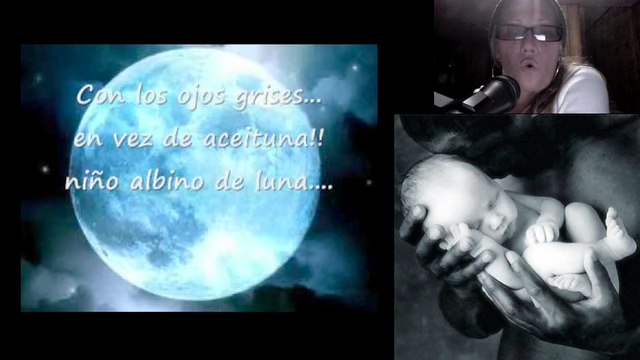 Con los ojos grises...
en vez de aceituna!!
niño albino de luna....